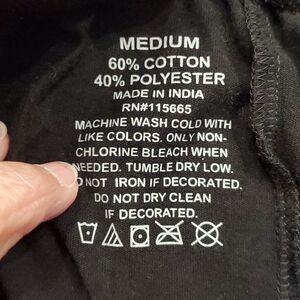 MEDIUM
60% COTTON
40% POLYESTER
MADE IN INDIA
RN#115665
MACHINE WASH COLD WITH
LIKE COLORS. ONLY NON-
CHLORINE BLEACH WHEN
NEEDED. TUMBLE DRY LOW.
DO NOT IRON IF DECORATED.
DO NOT DRY CLEAN
IF DECORATED.